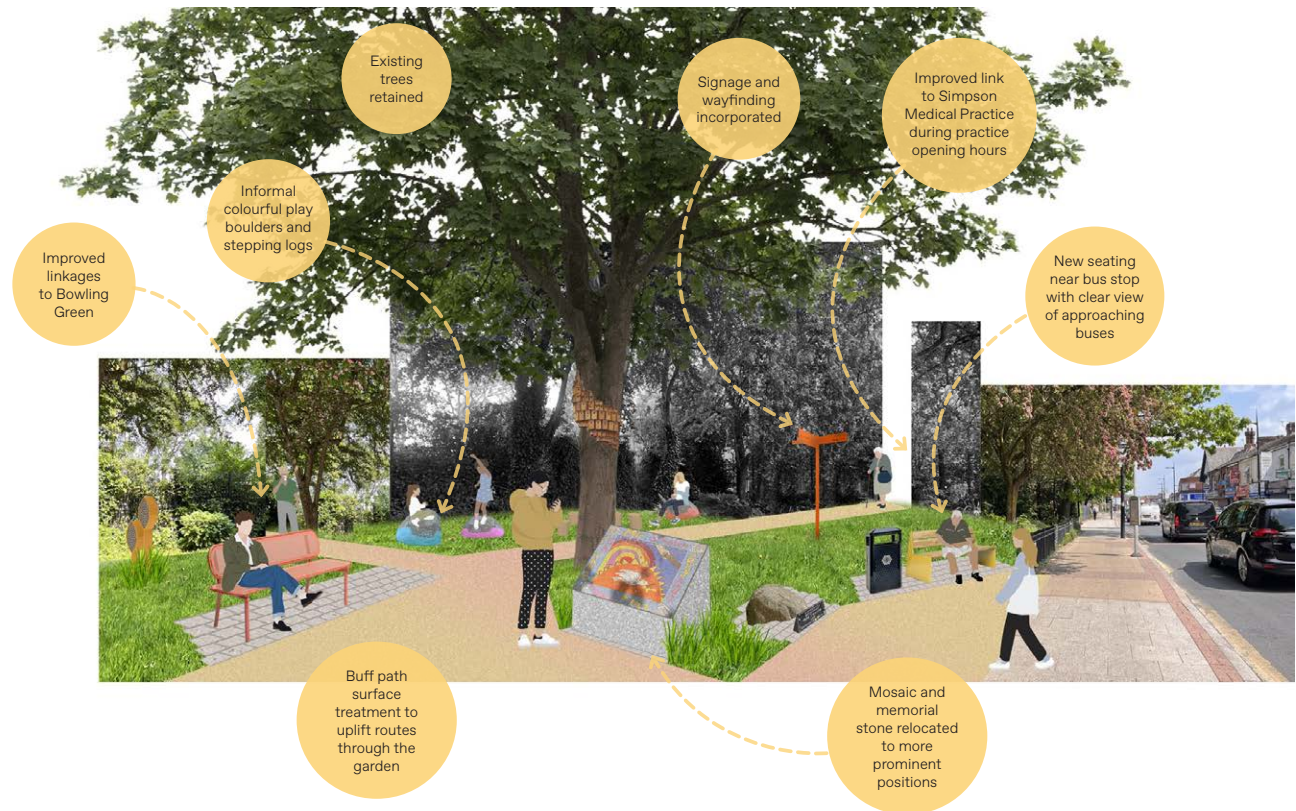 Existing
trees
retained
Signage and
wayfinding
incorporated
Improved link
to Simpson
Medical Practice
during practice
opening hours
Informal
colourful play
boulders and
stepping logs
Improved
linkages
to Bowling
Green
New seating
near bus stop
with clear view
of approaching
buses
Buff path
surface
treatment to
uplift routes
through the
garden
Mosaic and
memorial
stone relocated
to more
prominent
positions